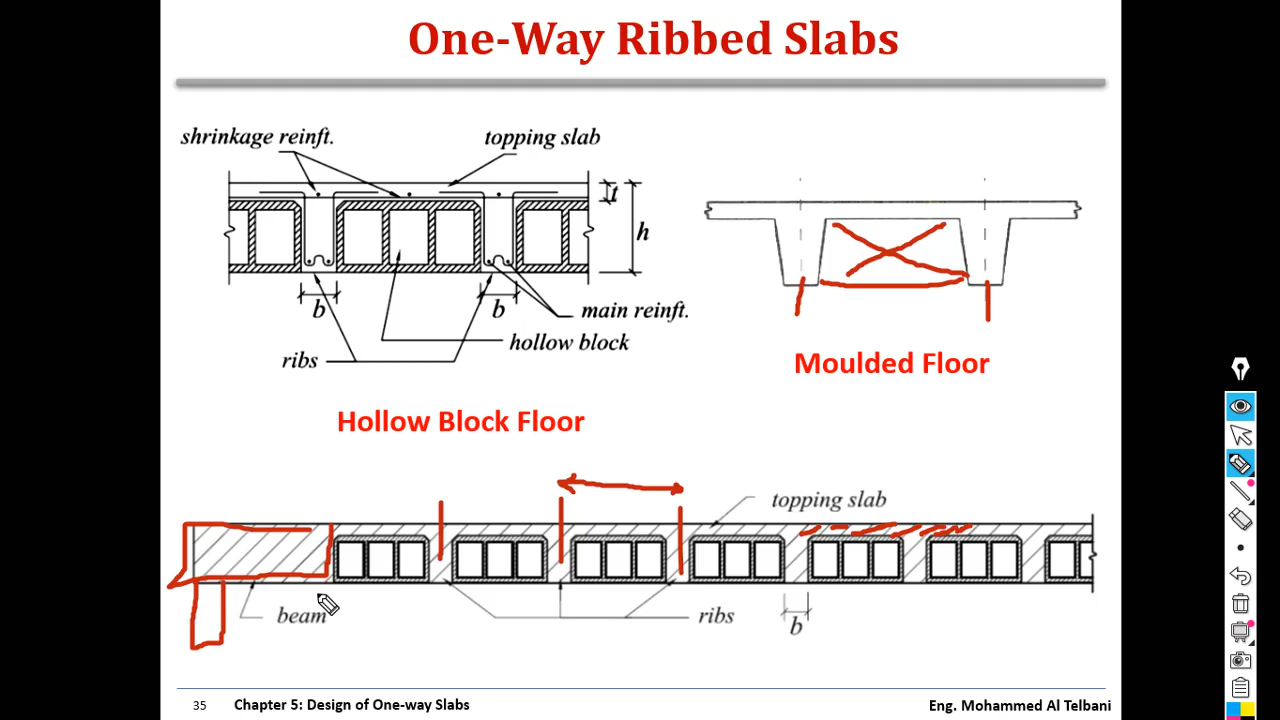 One-Way Ribbed Slabs
shrinkage reinft.
topping slab
t
h
b
b
main reinft.
hollow block
ribs
Moulded Floor
Hollow Block Floor
topping slab
beam
ribs
b
35
Chapter 5: Design of One-way Slabs
Eng. Mohammed Al Telbani